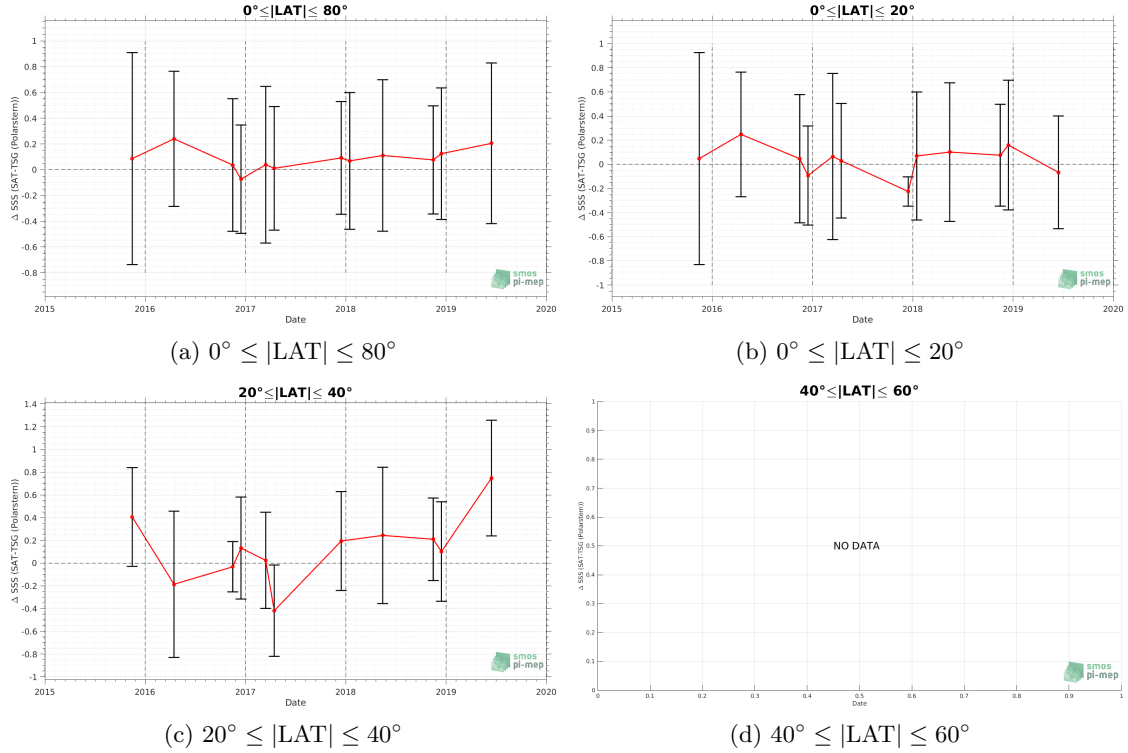 0°≤|LAT|≤ 80°
Δ SSS (SAT-TSG (Polarstern))
1
0.8
0.6
0.4
0.2
0
-0.2
-0.4
-0.6
-0.8
2015 2016 2017 2018 2019 2020
Date
smos
pi-mep
(a) 0° ≤ |LAT| ≤ 80°
0°≤|LAT|≤ 20°
Δ SSS (SAT-TSG (Polarstern))
1
0.8
0.6
0.4
0.2
0
-0.2
-0.4
-0.6
-0.8
-1
2015 2016 2017 2018 2019 2020
Date
smos
pi-mep
(b) 0° ≤ |LAT| ≤ 20°
20°≤|LAT|≤ 40°
Δ SSS (SAT-TSG (Polarstern))
1.4
1.2
1
0.8
0.6
0.4
0.2
0
-0.2
-0.4
-0.6
-0.8
-1
2015 2016 2017 2018 2019 2020
Date
smos
pi-mep
(c) 20° ≤ |LAT| ≤ 40°
40°≤|LAT|≤ 60°
Δ SSS (SAT-TSG (Polarstern))
1
0.9
0.8
0.7
0.6
0.5
0.4
0.3
0.2
0.1
0
NO DATA
0 0.1 0.2 0.3 0.4 0.5 0.6 0.7 0.8 0.9 1
Date
smos
pi-mep
(d) 40° ≤ |LAT| ≤ 60°